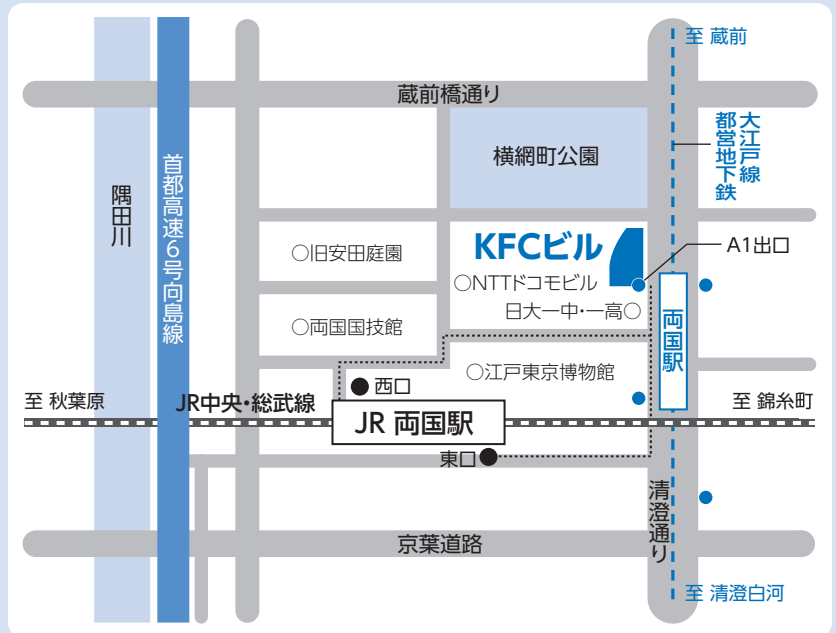 至 蔵前
蔵前橋通り
都営地下鉄
大江戸線
横網町公園
首都高速6号向島線
隅田川
KFCビル
A1出口
○旧安田庭園
○NTTドコモビル
日大一中・一高○
○両国国技館
両国駅
○江戸東京博物館
●西口
至 秋葉原
JR中央・総武線
至 錦糸町
JR 両国駅
東口●
清澄通り
京葉道路
至 清澄白河